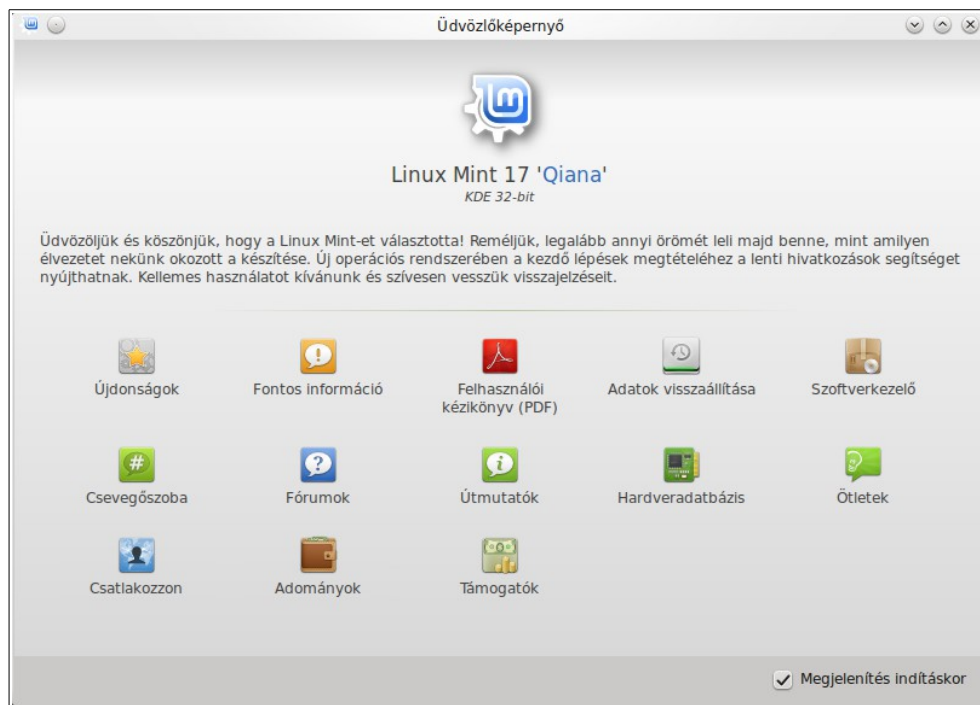 Üdvözlőképernyő
Linux Mint 17 'Qiana'
KDE 32-bit
Üdvözöljük és köszönjük, hogy a Linux Mint-et választotta! Reméljük, legalább annyi örömét leli majd benne, mint amilyen
élvezetet nekünk okozott a készítése. Új operációs rendszerében a kezdő lépések megtételéhez a lenti hivatkozások segítséget
nyújthatnak. Kellemes használatot kívánunk és szívesen vesszük visszajelzéseit.
Újdonságok
Fontos információ
Felhasználói
kézikönyv (PDF)
Adatok visszaállítása
Szoftverkezelő
Csevegőszoba
Fórumok
Útmutatók
Hardveradatbázis
Ötletek
Csatlakozzon
Adományok
Támogatók
Megjelenítés indításkor